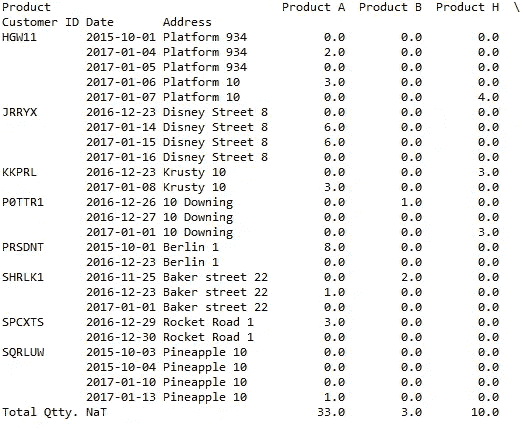 Product Product A Product B Product H \
Customer ID Date Address
HGW11 2015-10-01 Platform 934 0.0 0.0 0.0
2017-01-04 Platform 934 2.0 0.0 0.0
2017-01-05 Platform 934 0.0 0.0 0.0
2017-01-06 Platform 10 3.0 0.0 0.0
2017-01-07 Platform 10 0.0 0.0 4.0
JRRYX 2016-12-23 Disney Street 8 0.0 0.0 0.0
2017-01-14 Disney Street 8 6.0 0.0 0.0
2017-01-15 Disney Street 8 6.0 0.0 0.0
2017-01-16 Disney Street 8 0.0 0.0 0.0
KKPRL 2016-12-23 Krusty 10 0.0 0.0 3.0
2017-01-08 Krusty 10 3.0 0.0 0.0
P0TTR1 2016-12-26 10 Downing 0.0 1.0 0.0
2016-12-27 10 Downing 0.0 0.0 0.0
2017-01-01 10 Downing 0.0 0.0 3.0
PRSDNT 2015-10-01 Berlin 1 8.0 0.0 0.0
2016-12-23 Berlin 1 0.0 0.0 0.0
SHRLK1 2016-11-25 Baker street 22 0.0 2.0 0.0
2016-12-23 Baker street 22 1.0 0.0 0.0
2017-01-01 Baker street 22 0.0 0.0 0.0
SPCXTS 2016-12-29 Rocket Road 1 3.0 0.0 0.0
2016-12-30 Rocket Road 1 0.0 0.0 0.0
SQRLUW 2015-10-03 Pineapple 10 0.0 0.0 0.0
2015-10-04 Pineapple 10 0.0 0.0 0.0
2017-01-10 Pineapple 10 0.0 0.0 0.0
2017-01-13 Pineapple 10 1.0 0.0 0.0
Total Qtty. NaT 33.0 3.0 10.0